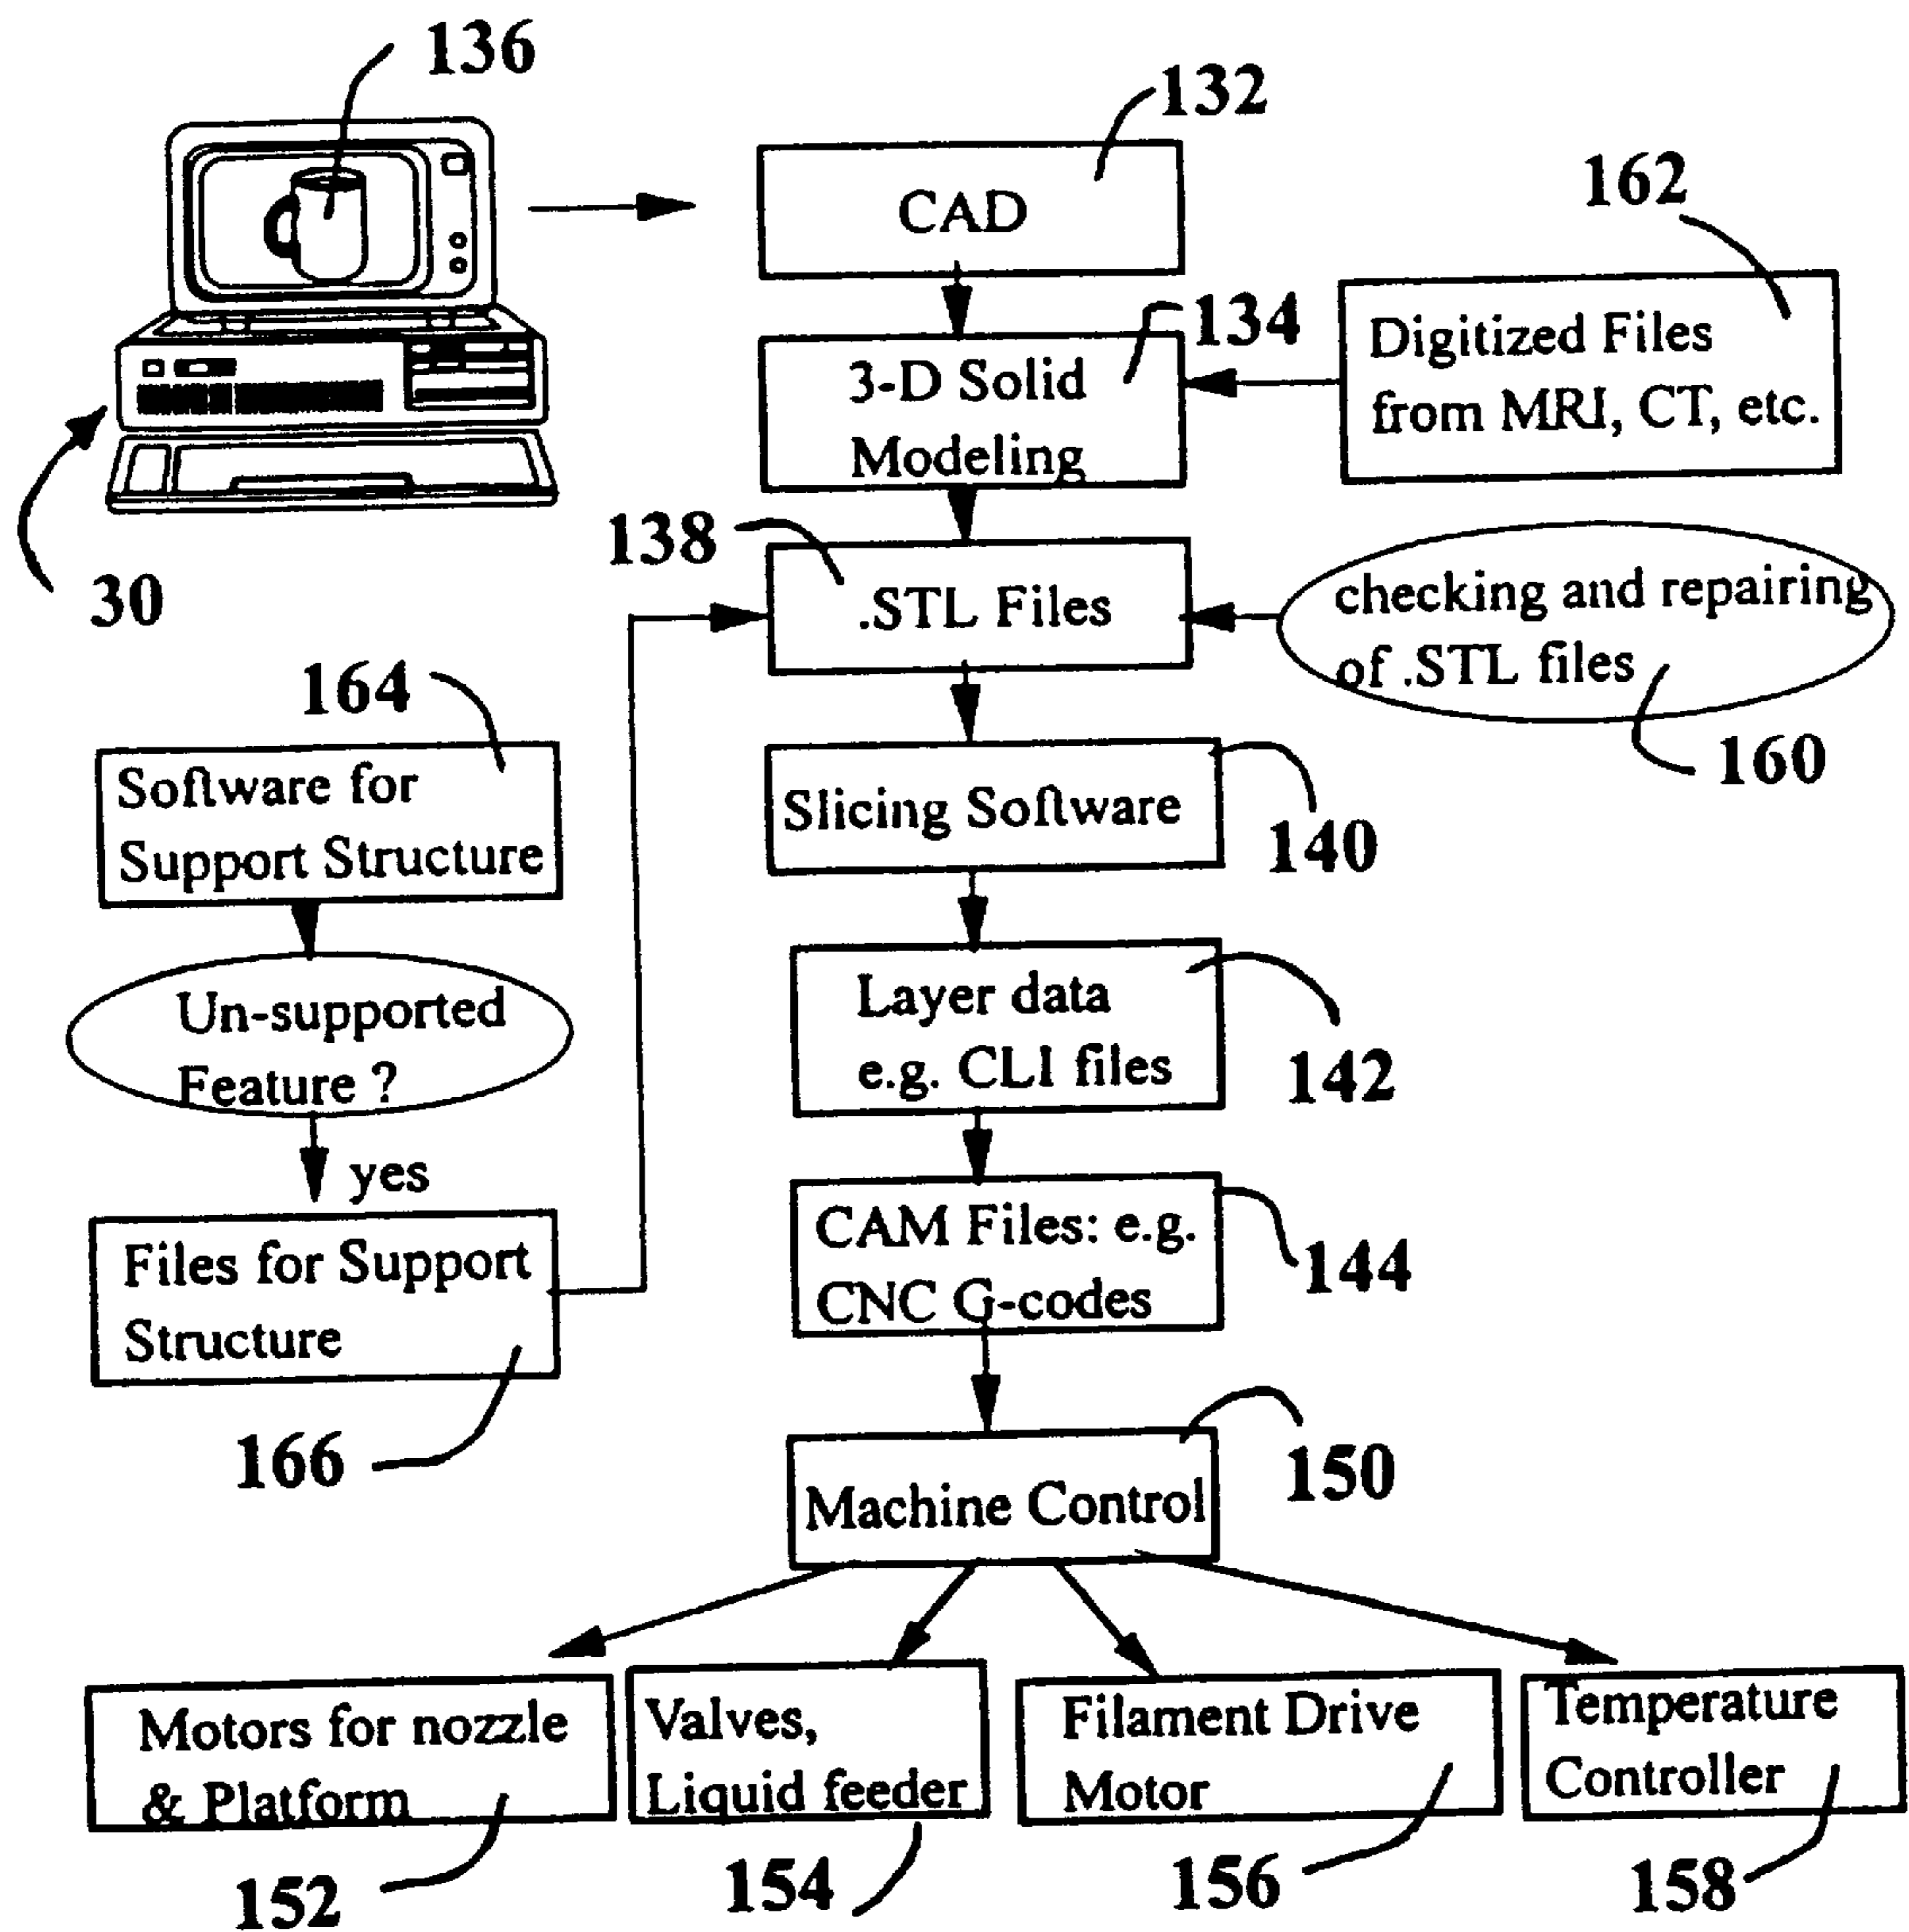 136
132
CAD
162
134
3-D Solid
Modeling
Digitized Files
from MRI, CT, etc.
30
138
.STL Files
checking and repairing
of .STL files
160
164
Software for
Support Structure
Slicing Software
140
Un-supported
Feature ?
yes
Layer data
e.g. CLI files
142
Files for Support
Structure
166
CAM Files: e.g.
CNC G-codes
144
150
Machine Control
Motors for nozzle
& Platform
152
Valves,
Liquid feeder
154
Filament Drive
Motor
156
Temperature
Controller
158